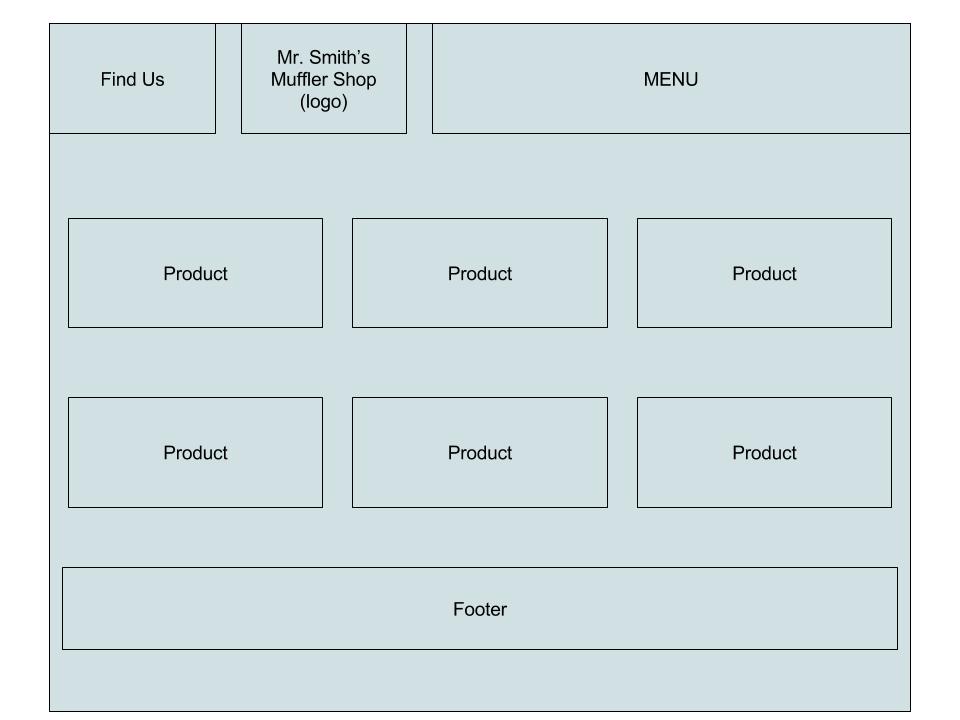 Find Us
Mr. Smith’s
Muffler Shop
(logo)
MENU
Product
Product
Product
Product
Product
Product
Footer